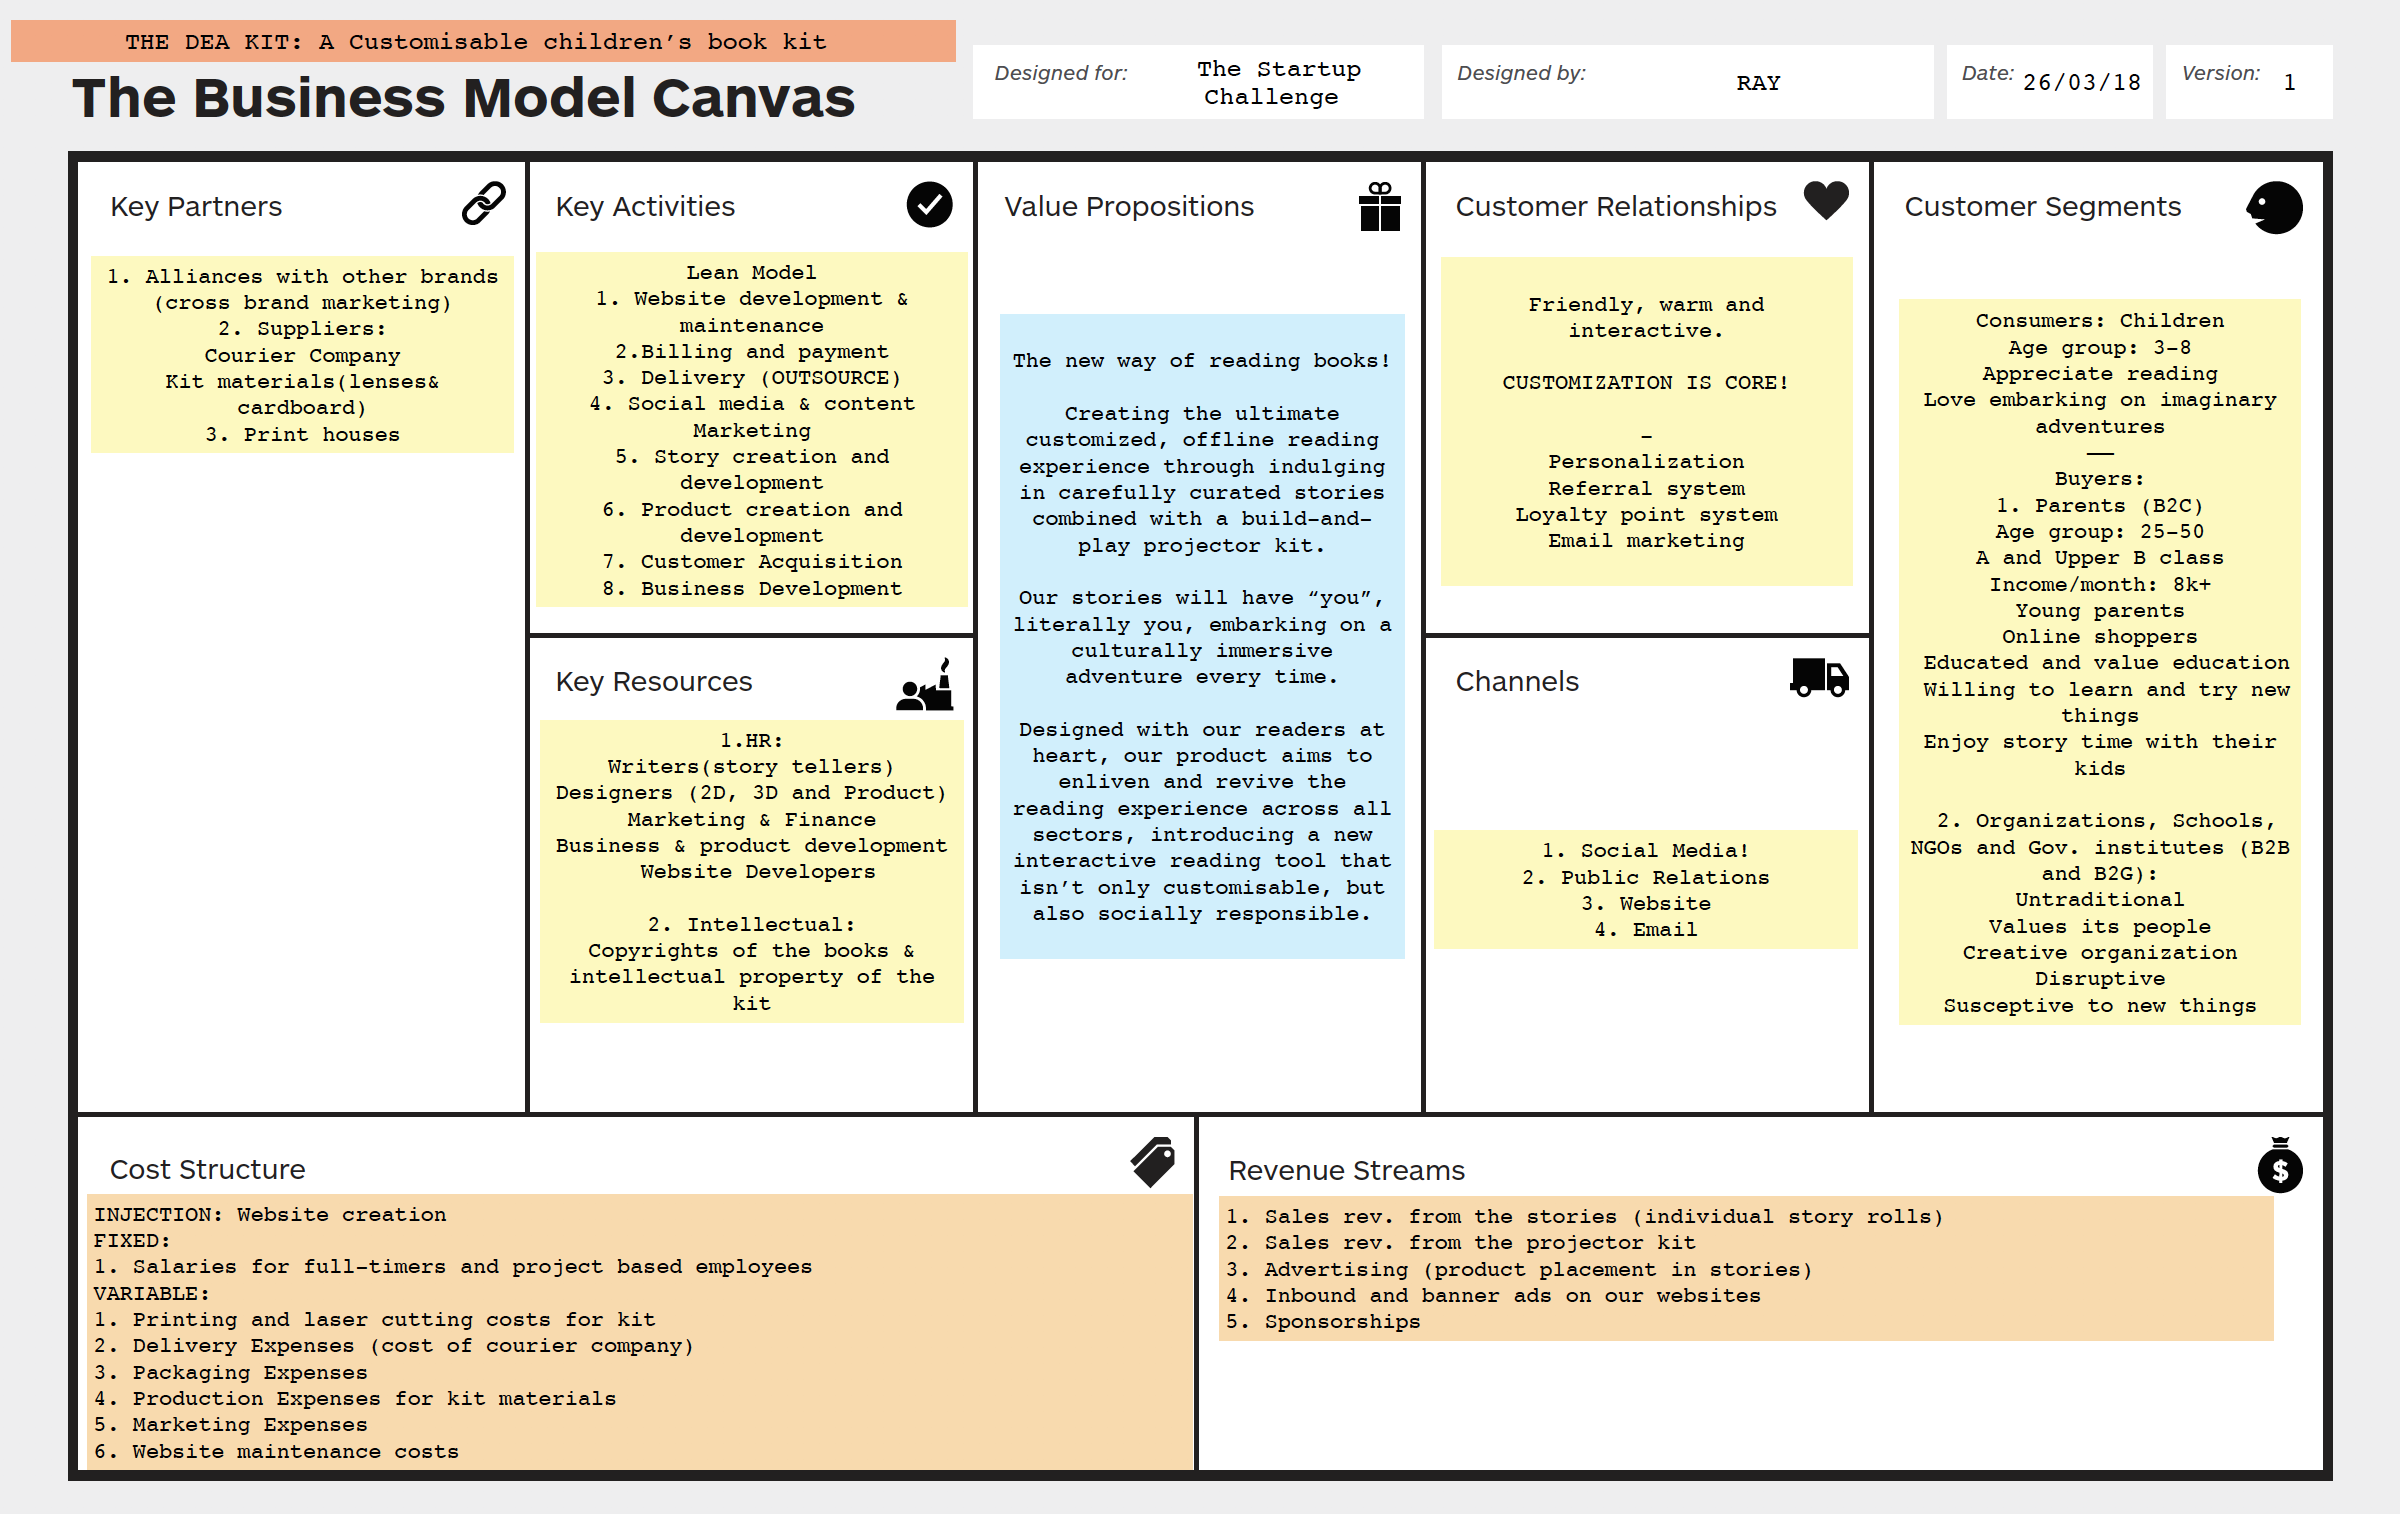 THE DEA KIT: A Customisable children’s book kit
The Business Model Canvas
Designed for:
The Startup
Challenge
Designed by:
RAY
Date:
26/03/18
Version:
1
Key Partners
1. Alliances with other brands
(cross brand marketing)
2. Suppliers:
Courier Company
Kit materials(lenses&
cardboard)
3. Print houses
Key Activities
Lean Model
1. Website development &
maintenance
2.Billing and payment
3. Delivery (OUTSOURCE)
4. Social media & content
Marketing
5. Story creation and
development
6. Product creation and
development
7. Customer Acquisition
8. Business Development
Key Resources
1.HR:
Writers(story tellers)
Designers (2D, 3D and Product)
Marketing & Finance
Business & product development
Website Developers
2. Intellectual:
Copyrights of the books &
intellectual property of the
kit
Value Propositions
The new way of reading books!
Creating the ultimate
customized, offline reading
experience through indulging
in carefully curated stories
combined with a build-and-
play projector kit.
Our stories will have “you”,
literally you, embarking on a
culturally immersive
adventure every time.
Designed with our readers at
heart, our product aims to
enliven and revive the
reading experience across all
sectors, introducing a new
interactive reading tool that
isn’t only customisable, but
also socially responsible.
Customer Relationships
Friendly, warm and
interactive.
CUSTOMIZATION IS CORE!
-
Personalization
Referral system
Loyalty point system
Email marketing
Channels
1. Social Media!
2. Public Relations
3. Website
4. Email
Customer Segments
Consumers: Children
Age group: 3-8
Appreciate reading
Love embarking on imaginary
adventures
——
Buyers:
1. Parents (B2C)
Age group: 25-50
A and Upper B class
Income/month: 8k+
Young parents
Online shoppers
Educated and value education
Willing to learn and try new
things
Enjoy story time with their
kids
2. Organizations, Schools,
NGOs and Gov. institutes (B2B
and B2G):
Untraditional
Values its people
Creative organization
Disruptive
Susceptive to new things
Cost Structure
INJECTION: Website creation
FIXED:
1. Salaries for full-timers and project based employees
VARIABLE:
1. Printing and laser cutting costs for kit
2. Delivery Expenses (cost of courier company)
3. Packaging Expenses
4. Production Expenses for kit materials
5. Marketing Expenses
6. Website maintenance costs
Revenue Streams
$
1. Sales rev. from the stories (individual story rolls)
2. Sales rev. from the projector kit
3. Advertising (product placement in stories)
4. Inbound and banner ads on our websites
5. Sponsorships